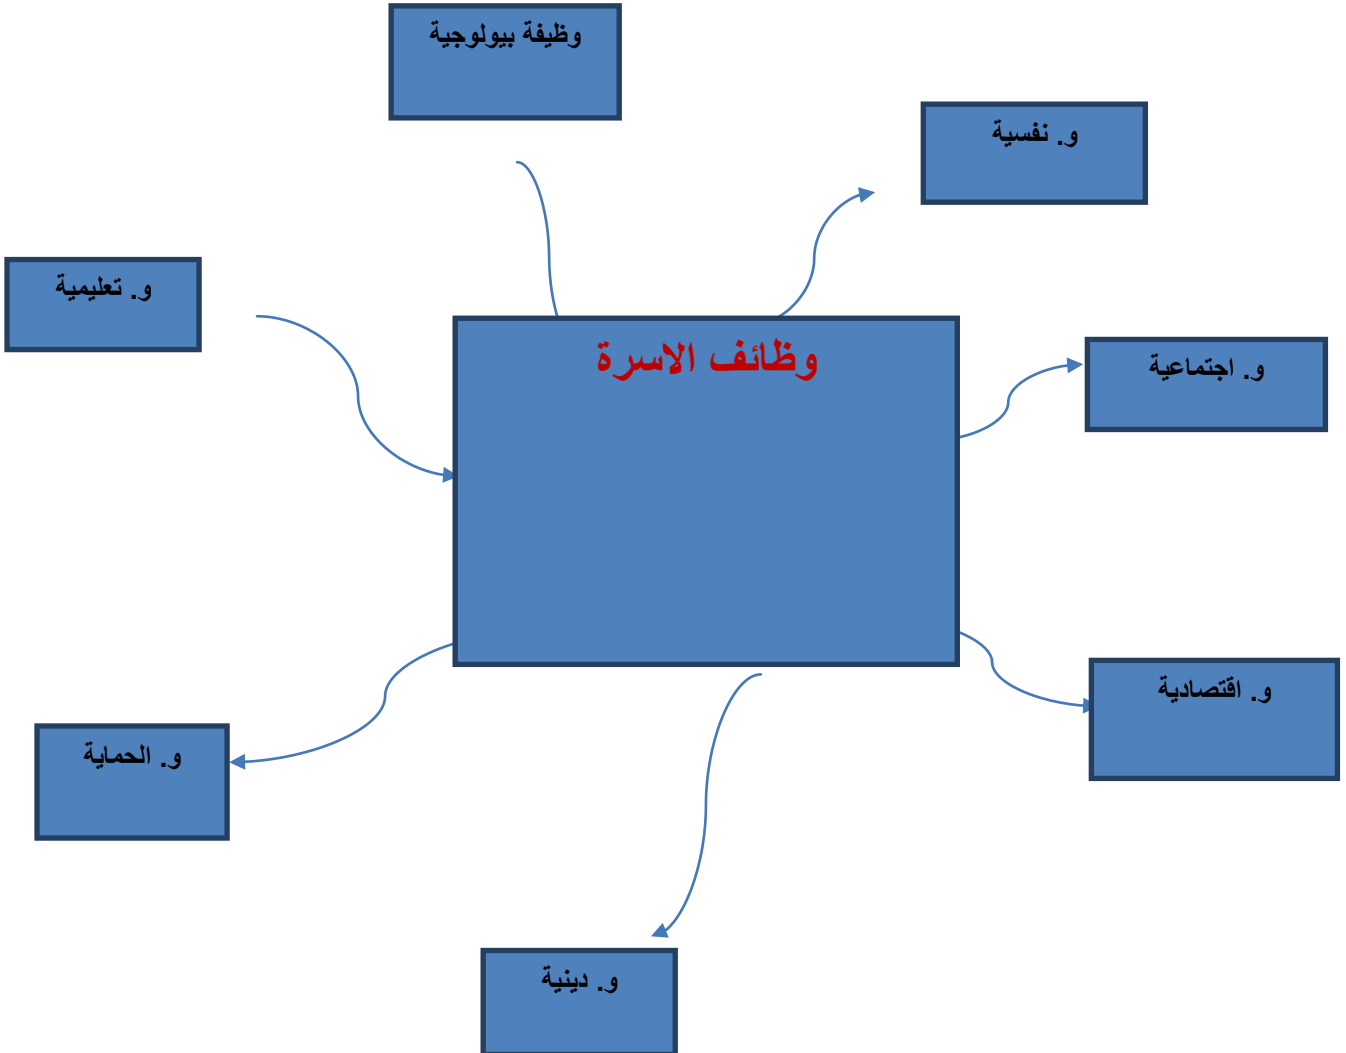 وظيفة بيولوجية
و. نفسية
و. تعليمية
وظائف الاسرة
و. اجتماعية
و. اقتصادية
و. الحماية
و. دينية